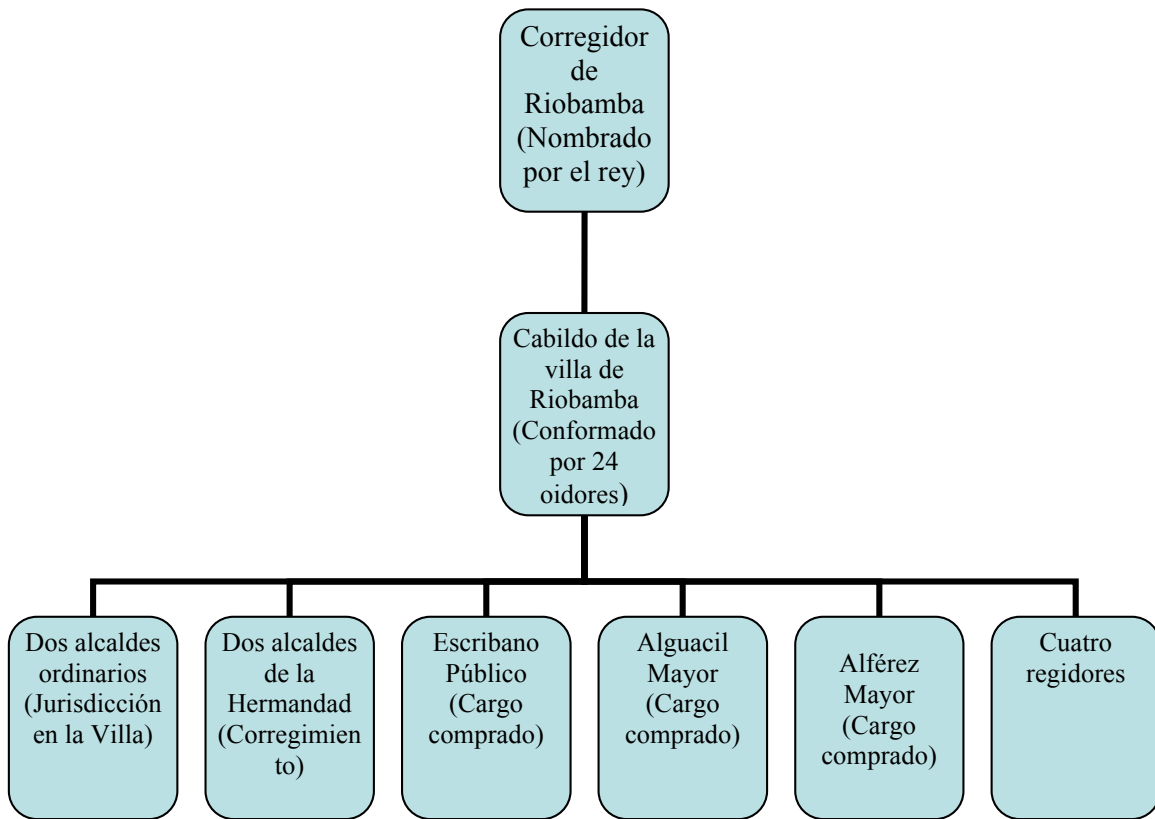 Corregidor
de
Riobamba
(Nombrado
por el rey)
Cabildo de la
villa de
Riobamba
(Conformado
por 24
oidores)
Dos alcaldes
ordinarios
(Jurisdicción
en la Villa)
Dos alcaldes
de la
Hermandad
(Corregimien
to)
Escribano
Público
(Cargo
comprado)
Alguacil
Mayor
(Cargo
comprado)
Alférez
Mayor
(Cargo
comprado)
Cuatro
regidores